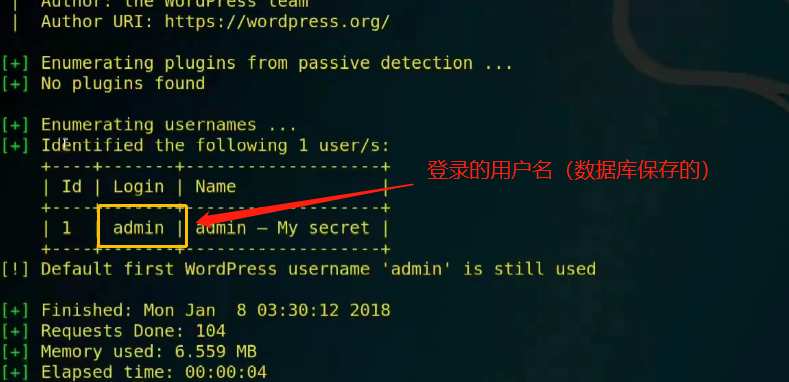 | Author: the WordPress team
| Author URI: https://wordpress.org/
[+] Enumerating plugins from passive detection ...
[+] No plugins found
[+] Enumerating usernames ...
[+] Identified the following 1 user/s:
+----+-------+-------------------+
| Id | Login | Name |
+----+-------+-------------------+
| 1 | admin | admin – My secret |
+----+-------+-------------------+
登录的用户名（数据库保存的）
[!] Default first WordPress username 'admin' is still used
[+] Finished: Mon Jan  8 03:30:12 2018
[+] Requests Done: 104
[+] Memory used: 6.559 MB
[+] Elapsed time: 00:00:04